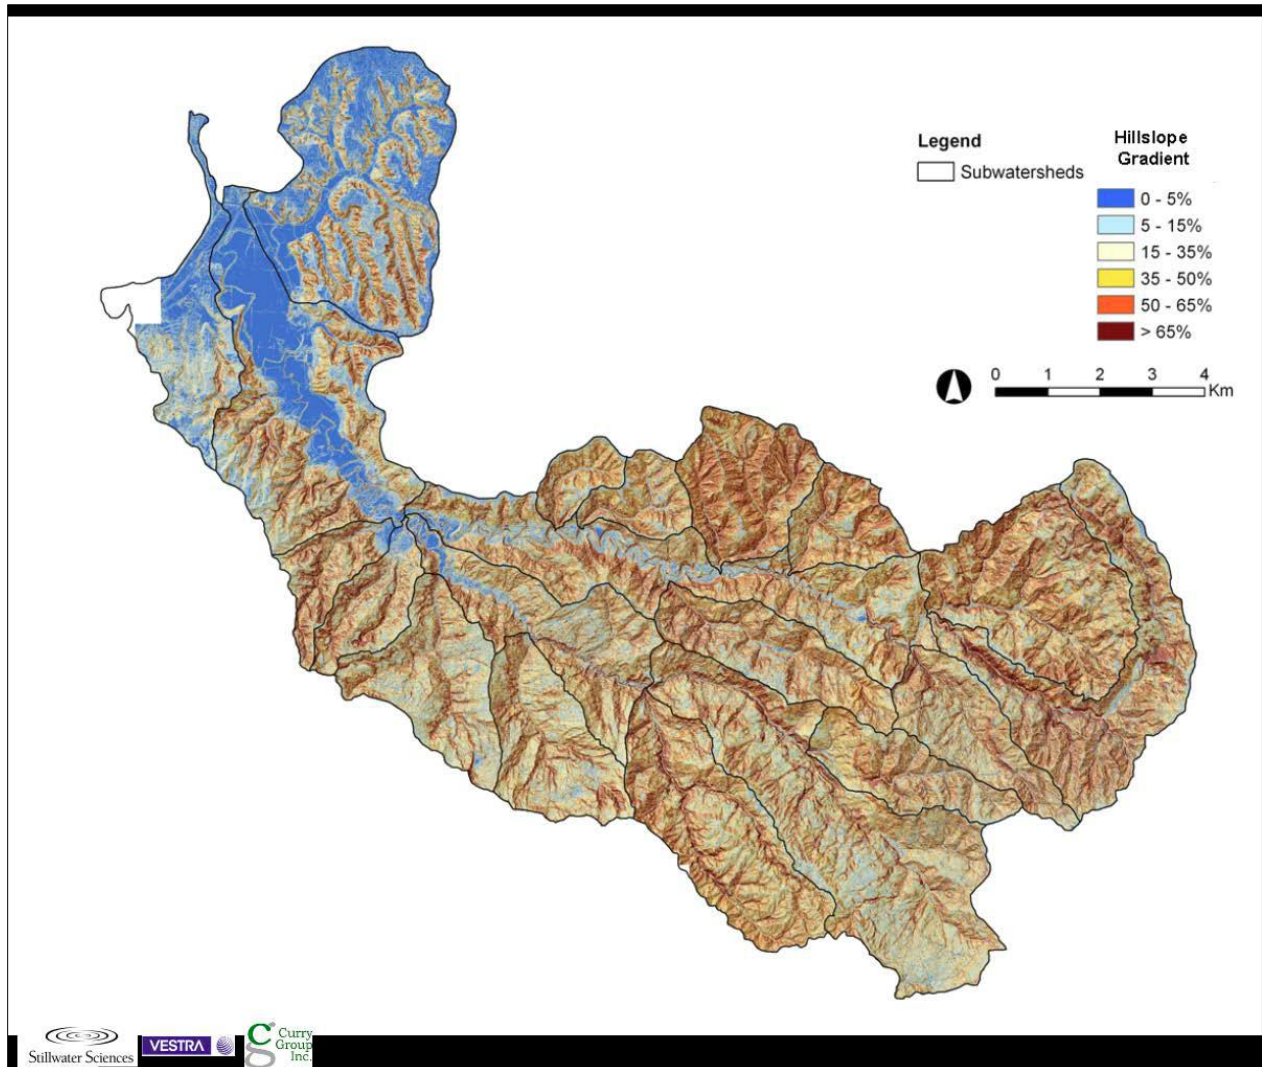 Legend
Subwatersheds
Hillslope
Gradient
0 - 5%
5 - 15%
15 - 35%
35 - 50%
50 - 65%
> 65%
0 1 2 3 4
Km
Stillwater Sciences
VESTRA
Curry
Group
Inc.